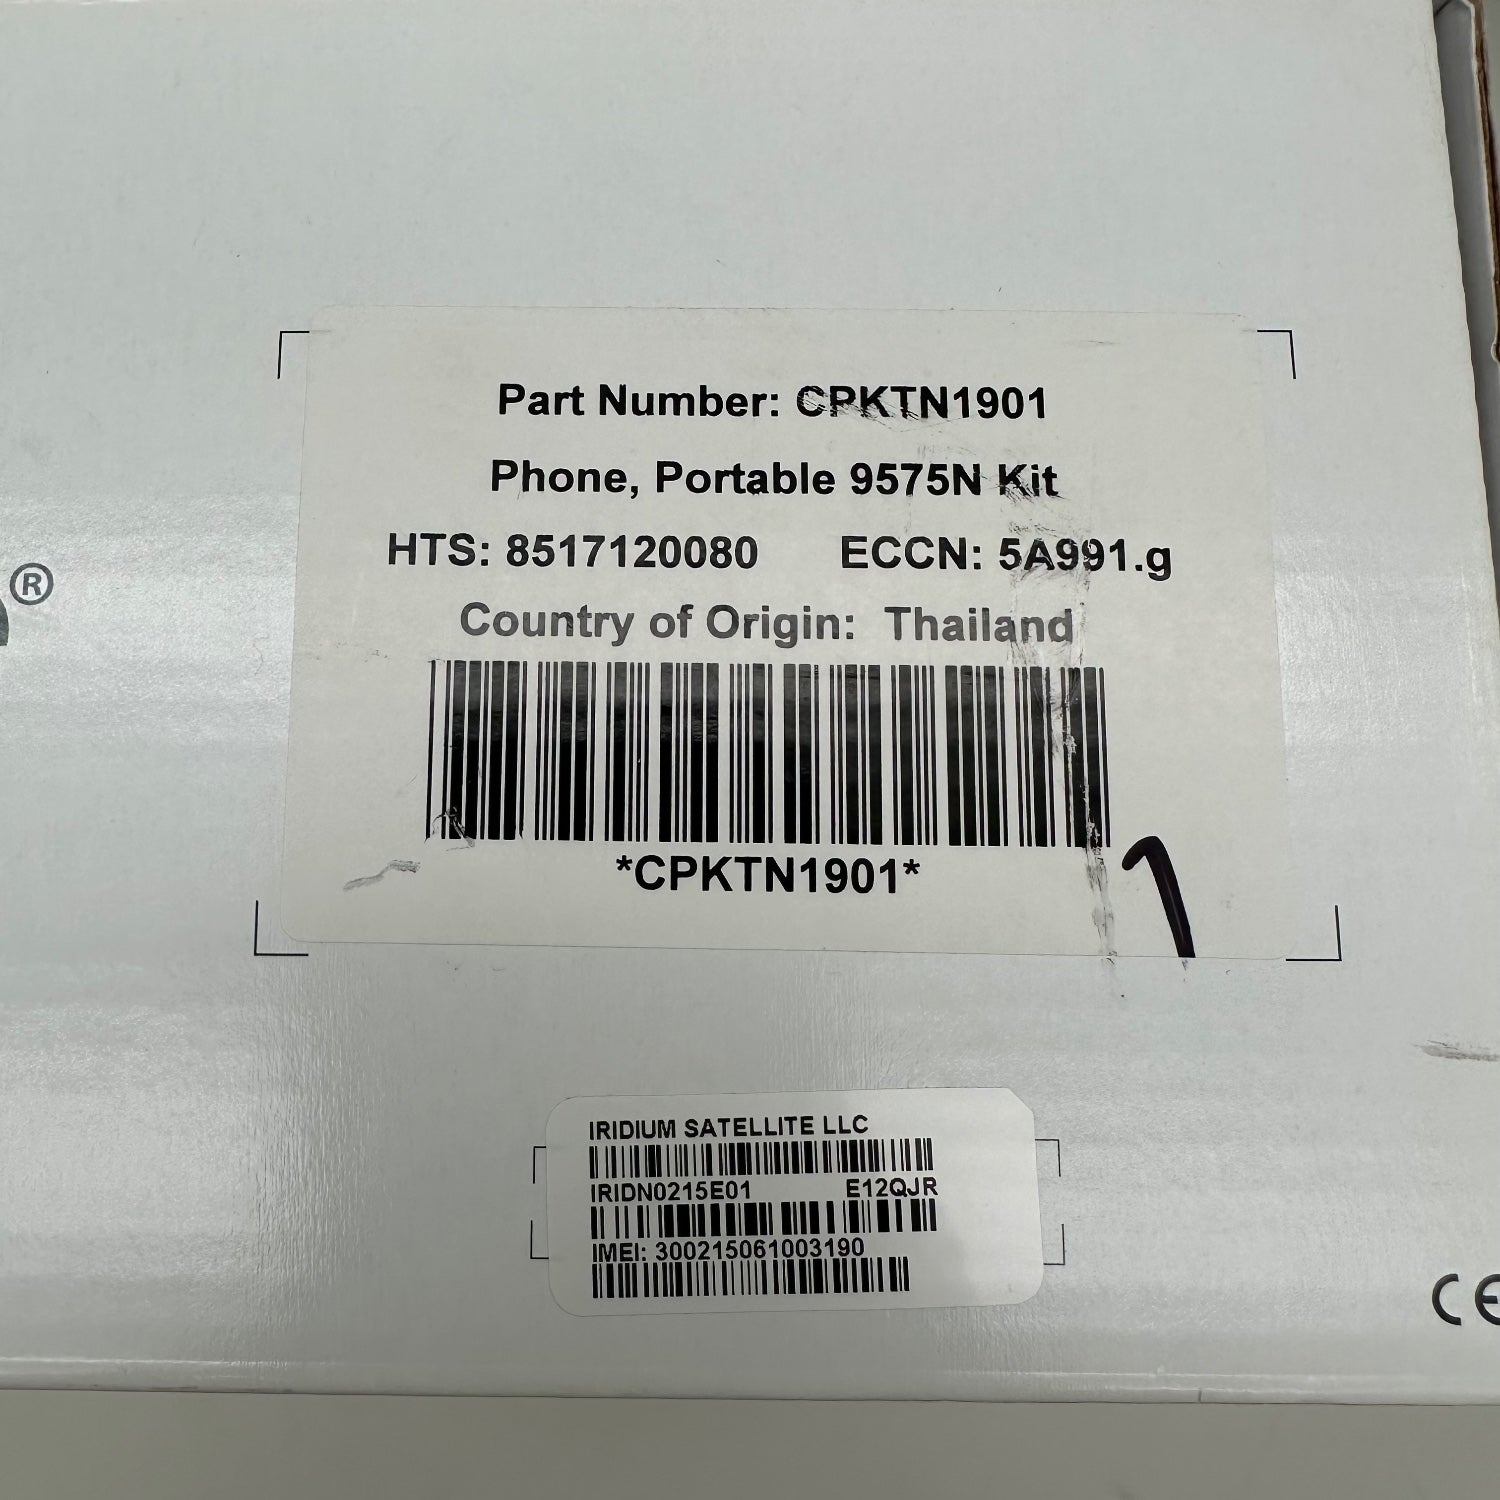 Part Number: CPKTN1901
Phone, Portable 9575N Kit
HTS: 8517120080 ECCN: 5A991.g
®
Country of Origin: Thailand
*CPKTN1901*
1
IRIDIUM SATELLITE LLC
IRIDN0215E01 E12QJR
IMEI: 300215061003190
CE